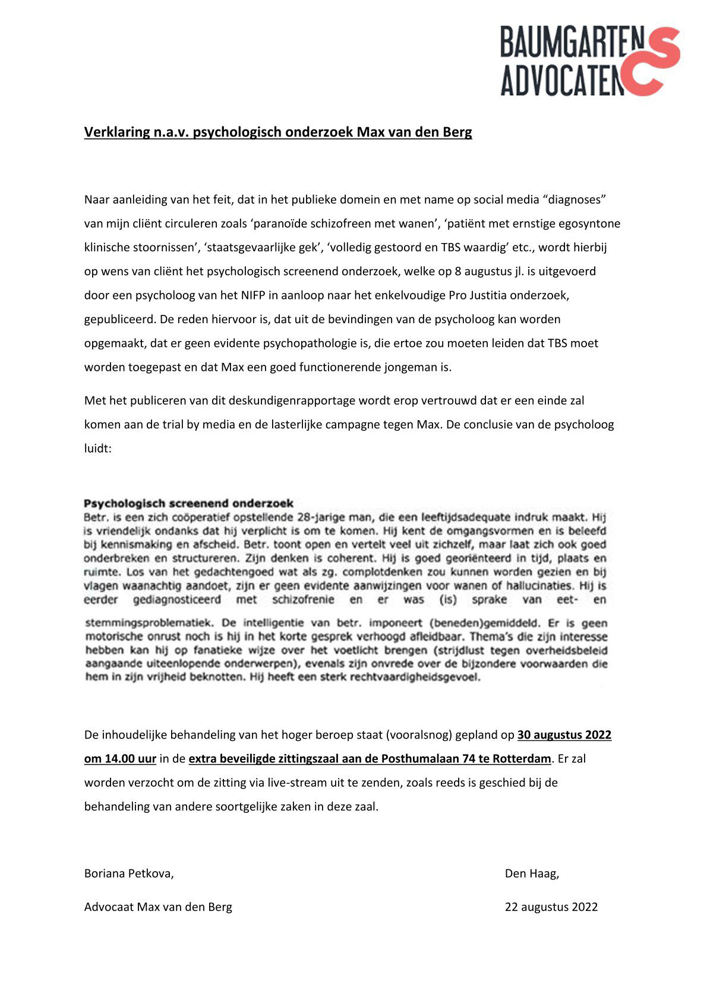 BAUMGARTEN
ADVOCATEN
CS
Verklaring n.a.v. psychologisch onderzoek Max van den Berg
Naar aanleiding van het feit, dat in het publieke domein en met name op social media “diagnoses”
van mijn cliënt circuleren zoals ‘paranoïde schizofreen met wanen’, ‘patiënt met ernstige egosyntone
klinische stoornissen’, ‘staatsgevaarlijke gek’, ‘volledig gestoord en TBS waardig’ etc., wordt hierbij
op wens van cliënt het psychologisch screenend onderzoek, welke op 8 augustus jl. is uitgevoerd
door een psycholoog van het NIFP in aanloop naar het enkelvoudige Pro Justitia onderzoek,
gepubliceerd. De reden hiervoor is, dat uit de bevindingen van de psycholoog kan worden
opgemaakt, dat er geen evidente psychopathologie is, die ertoe zou moeten leiden dat TBS moet
worden toegepast en dat Max een goed functionerende jongeman is.
Met het publiceren van dit deskundigenrapportage wordt erop vertrouwd dat er een einde zal
komen aan de trial by media en de lasterlijke campagne tegen Max. De conclusie van de psycholoog
luidt:
Psychologisch screenend onderzoek
Betr. is een zich coöperatief opstellende 28-jarige man, die een leeftijdsadequate indruk maakt. Hij
is vriendelijk ondanks dat hij verplicht is om te komen. Hij kent de omgangsvormen en is beleefd
bij kennismaking en afscheid. Betr. toont open en vertelt veel uit zichzelf, maar laat zich ook goed
onderbreken en structureren. Zijn denken is coherent. Hij is goed georiënteerd in tijd, plaats en
ruimte. Los van het gedachtengoed wat als zg. complotdenken zou kunnen worden gezien en bij
vlagen waanachtig aandoet, zijn er geen evidente aanwijzingen voor wanen of hallucinaties. Hij is
eerder gediagnosticeerd met schizofrenie en er was (is) sprake van eet- en
stemmingsproblematiek. De intelligentie van betr. imponeert (beneden)gemiddeld. Er is geen
motorische onrust noch is hij in het korte gesprek verhoogd afleidbaar. Thema’s die zijn interesse
hebben kan hij op fanatieke wijze over het voetlicht brengen (strijdlust tegen overheidsbeleid
aangaande uiteenlopende onderwerpen), evenals zijn onvrede over de bijzondere voorwaarden die
hem in zijn vrijheid beknotten. Hij heeft een sterk rechtvaardigheidsgevoel.
De inhoudelijke behandeling van het hoger beroep staat (vooralsnog) gepland op 30 augustus 2022
om 14.00 uur in de extra beveiligde zittingszaal aan de Posthumalaan 74 te Rotterdam. Er zal
worden verzocht om de zitting via live-stream uit te zenden, zoals reeds is geschied bij de
behandeling van andere soortgelijke zaken in deze zaal.
Boriana Petkova, Den Haag,
Advocaat Max van den Berg 22 augustus 2022